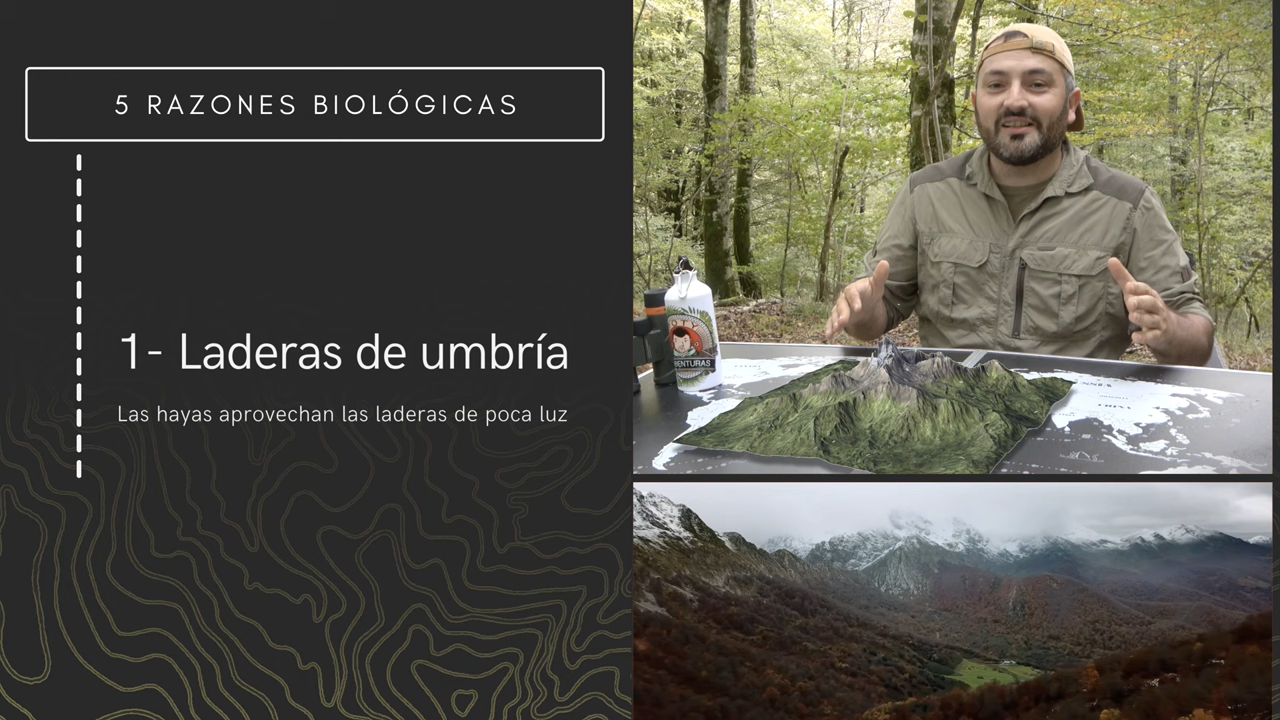 5 RAZONES BIOLÓGICAS
1- Laderas de umbría
Las hayas aprovechan las laderas de poca luz